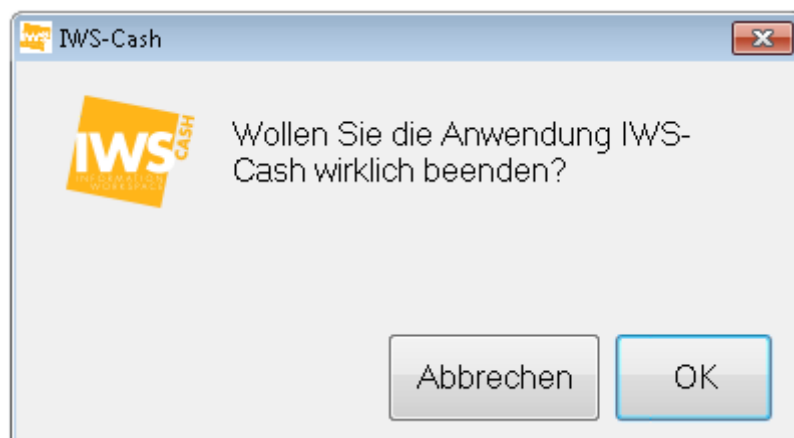 IWS-Cash
IWS CASH
INFORMATION
WORKSPACE
Wollen Sie die Anwendung IWS-
Cash wirklich beenden?
Abbrechen
OK